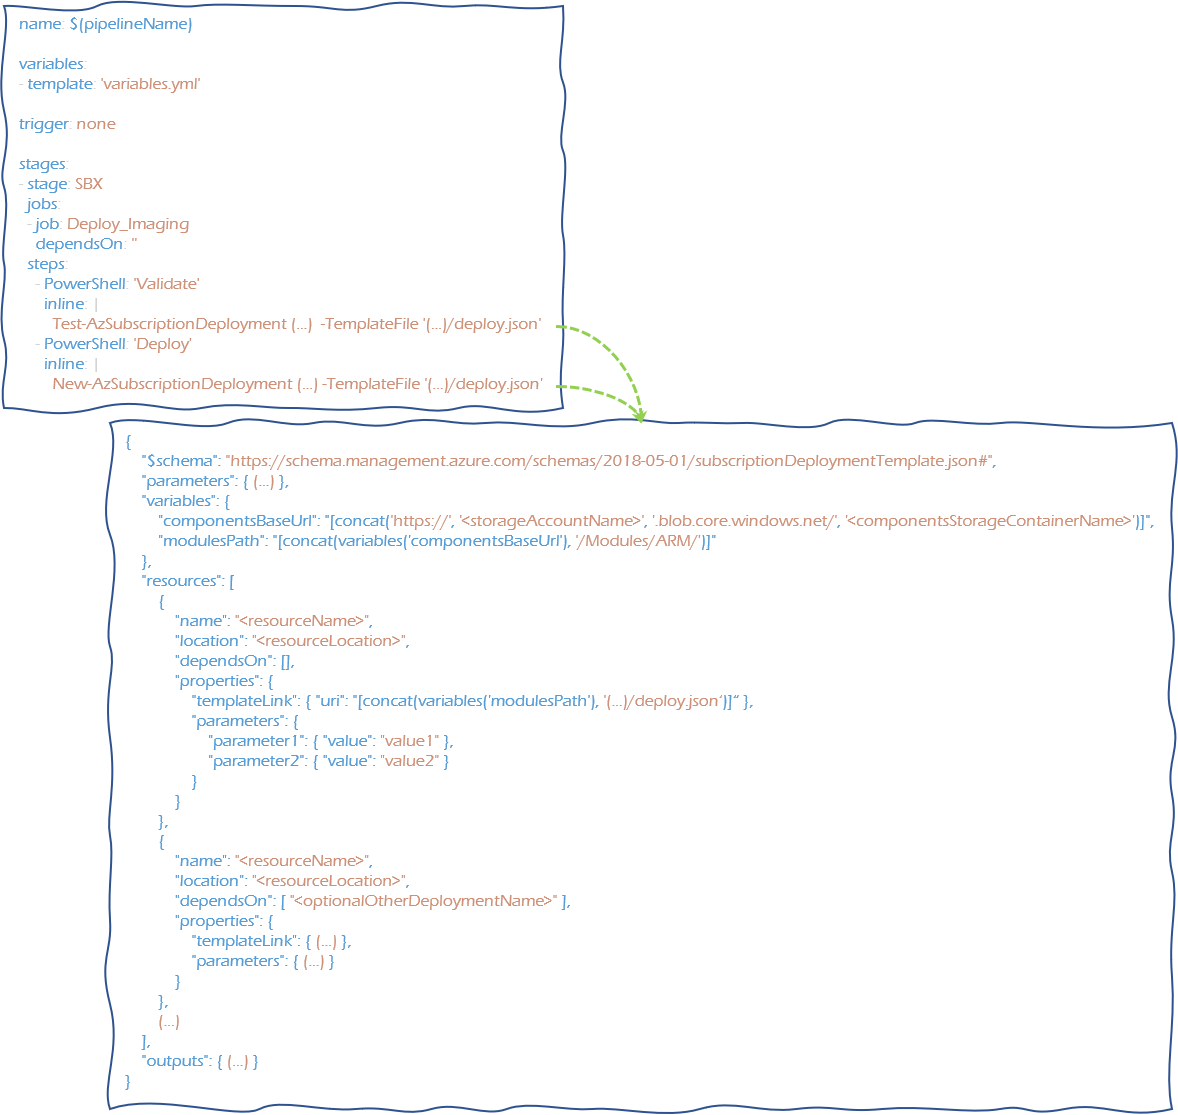 name: $(pipelineName)
variables:
- template: 'variables.yml'
trigger: none
stages:
- stage: SBX
jobs:
- job: Deploy_Imaging
dependsOn: ''
steps:
- PowerShell: 'Validate'
inline: |
Test-AzSubscriptionDeployment (...)  -TemplateFile '(...)/deploy.json'
- PowerShell: 'Deploy'
inline: |
New-AzSubscriptionDeployment (...) -TemplateFile '(...)/deploy.json'
{
"$schema": "https://schema.management.azure.com/schemas/2018-05-01/subscriptionDeploymentTemplate.json#",
"parameters": { (...) },
"variables": {
"componentsBaseUrl": "[concat('https://', '<storageAccountName>', '.blob.core.windows.net/', '<componentsStorageContainerName>')]",
"modulesPath": "[concat(variables('componentsBaseUrl'), '/Modules/ARM/')]"
},
"resources": [
{
"name": "<resourceName>",
"location": "<resourceLocation>",
"dependsOn": [],
"properties": {
"templateLink": { "uri": "[concat(variables('modulesPath'), '(...)/deploy.json‘)]“ },
"parameters": {
"parameter1": { "value": "value1" },
"parameter2": { "value": "value2" }
}
}
},
{
"name": "<resourceName>",
"location": "<resourceLocation>",
"dependsOn": [ "<optionalOtherDeploymentName>" ],
"properties": {
"templateLink": { (...) },
"parameters": { (...) }
}
},
(...)
],
"outputs": { (...) }
}